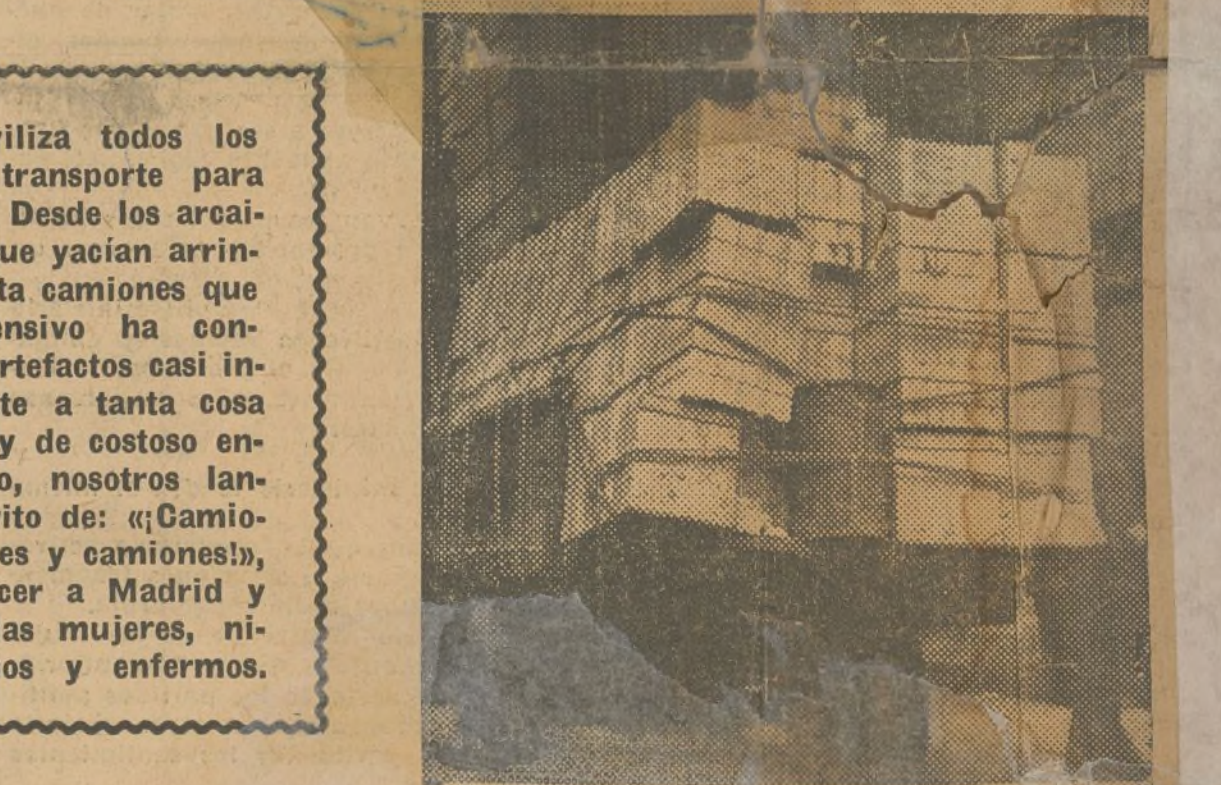 viliza todos los
transporte para
Desde los arcai-
ue yacían arrin-
ta camiones que
ensivo ha con-
rtefactos casi in-
te a tanta cosa
y de costoso en-
o, nosotros lan-
ito de: «¡Camio-
es y camiones!»,
cer a Madrid y
as mujeres, ni-
os y enfermos.